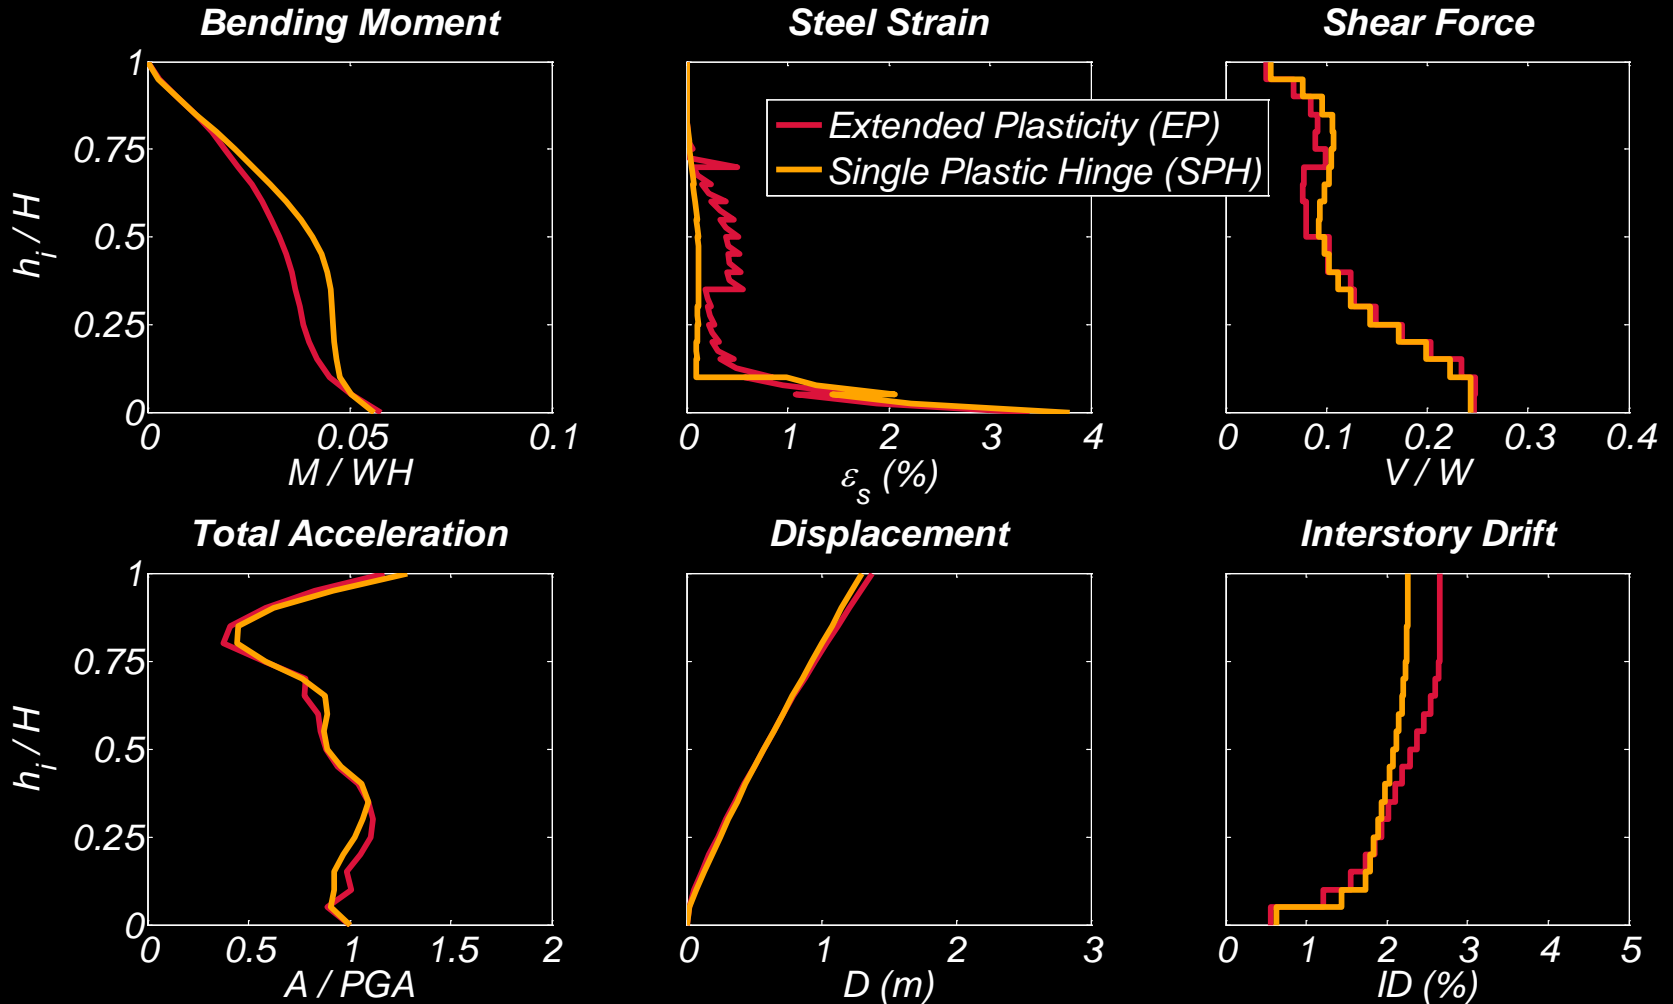 Bending Moment
Steel Strain
Shear Force
1
0.75
0.5
0.25
0
h_i / H
0 0.05 0.1
M / WH
Extended Plasticity (EP)
Single Plastic Hinge (SPH)
0 1 2 3 4
ε_s (%)
0 0.1 0.2 0.3 0.4
V / W
Total Acceleration
Displacement
Interstory Drift
1
0.75
0.5
0.25
0
h_i / H
0 0.5 1 1.5 2
A / PGA
0 1 2 3
D (m)
0 1 2 3 4 5
ID (%)